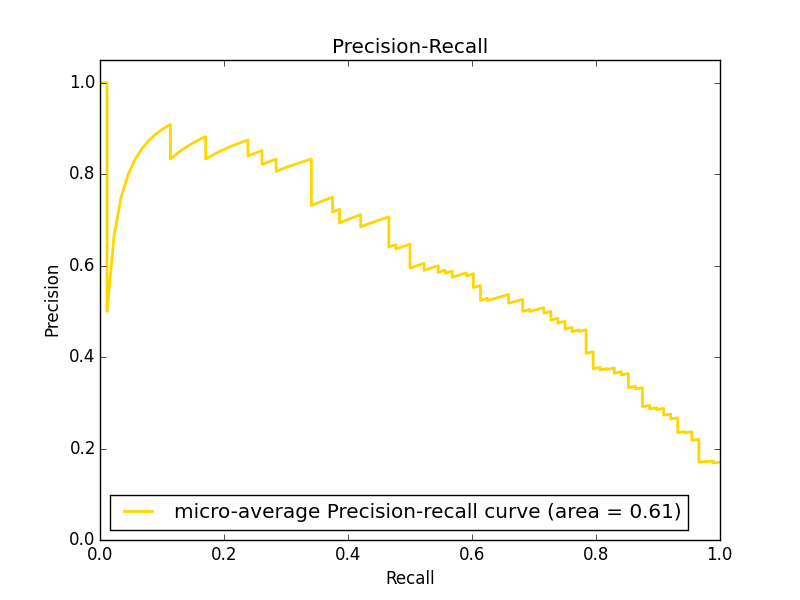 Precision-Recall
1.0
0.8
0.6
0.4
0.2
0.0
Precision
micro-average Precision-recall curve (area = 0.61)
0.0 0.2 0.4 0.6 0.8 1.0
Recall